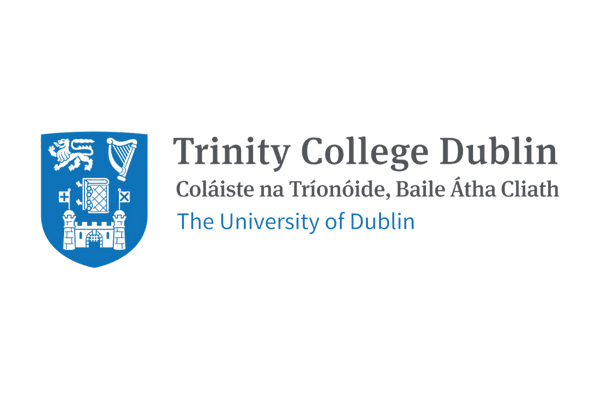 Trinity College Dublin
Coláiste na Tríonóide, Baile Átha Cliath
The University of Dublin